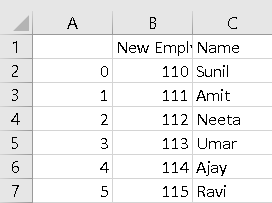 A B C
1 New Empl Name
2 0 110 Sunil
3 1 111 Amit
4 2 112 Neeta
5 3 113 Umar
6 4 114 Ajay
7 5 115 Ravi